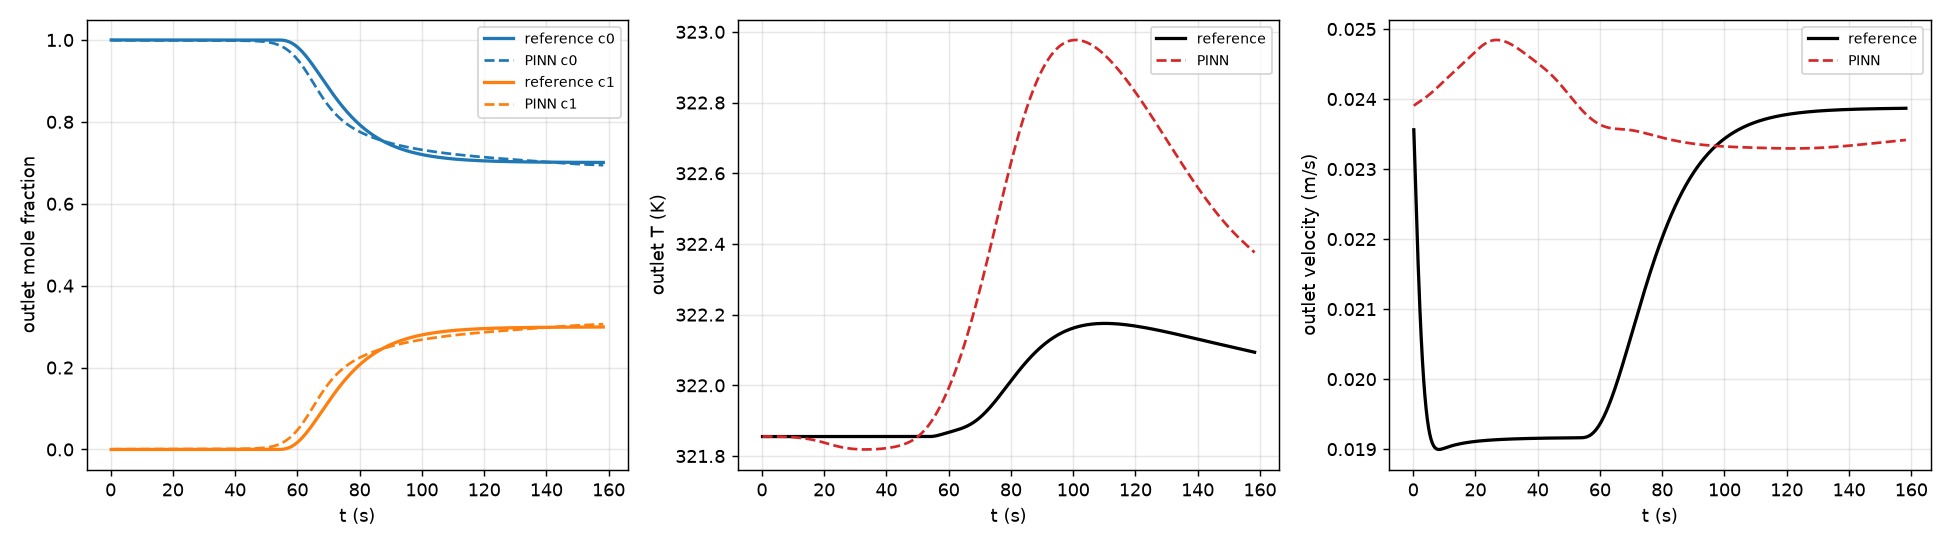 outlet mole fraction
1.0
0.8
0.6
0.4
0.2
0.0
0 20 40 60 80 100 120 140 160
t (s)
reference c0
PINN c0
reference c1
PINN c1
outlet T (K)
323.0
322.8
322.6
322.4
322.2
322.0
321.8
0 20 40 60 80 100 120 140 160
t (s)
reference
PINN
outlet velocity (m/s)
0.025
0.024
0.023
0.022
0.021
0.020
0.019
0 20 40 60 80 100 120 140 160
t (s)
reference
PINN